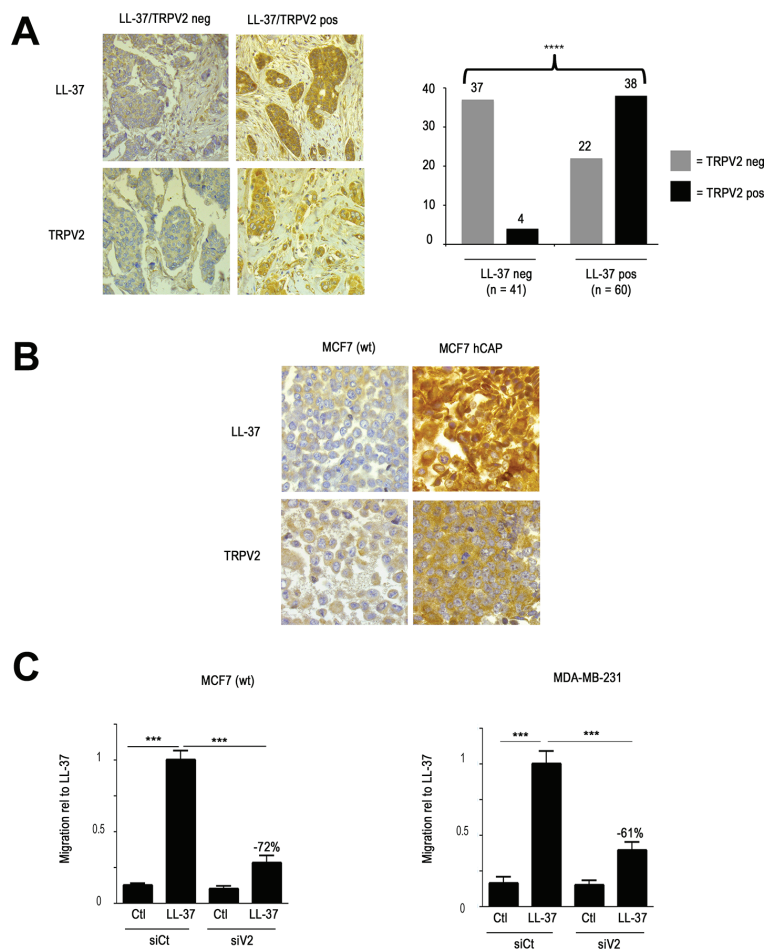 A
LL-37/TRPV2 neg
LL-37/TRPV2 pos
LL-37
TRPV2
****
40
30
20
10
0
37
4
22
38
= TRPV2 neg
= TRPV2 pos
LL-37 neg
(n = 41)
LL-37 pos
(n = 60)
B
MCF7 (wt)
MCF7 hCAP
LL-37
TRPV2
C
MCF7 (wt)
Migration rel to LL-37
1
0.5
0
***
***
-72%
Ctl
LL-37
Ctl
LL-37
siCt
siV2
MDA-MB-231
Migration rel to LL-37
1
0.5
0
***
***
-61%
Ctl
LL-37
Ctl
LL-37
siCt
siV2